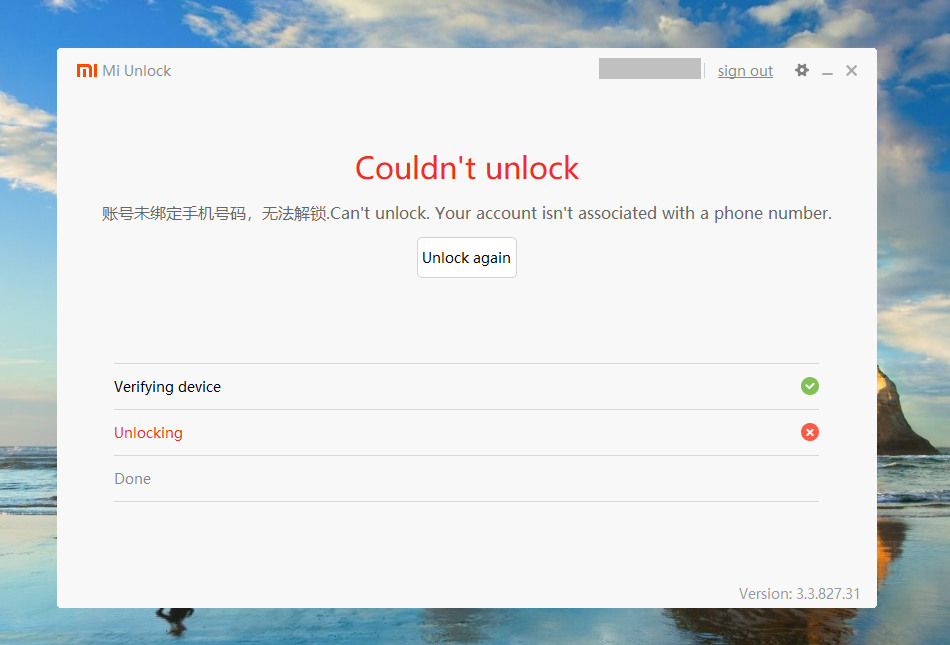 Mi Unlock
sign out
Couldn't unlock
账号未绑定手机号码，无法解锁.Can't unlock. Your account isn't associated with a phone number.
Unlock again
Verifying device
Unlocking
Done
Version: 3.3.827.31